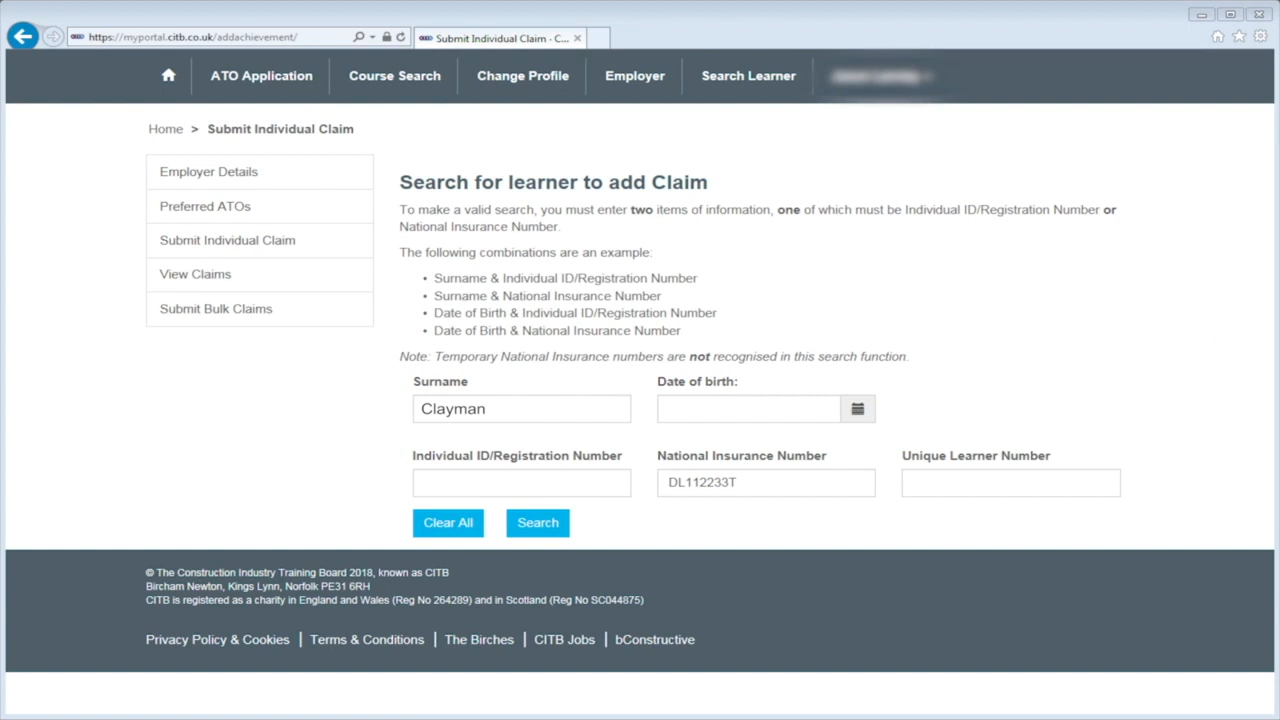 https://myportal.citb.co.uk/addachievement/
Submit Individual Claim - C...
ATO Application
Course Search
Change Profile
Employer
Search Learner
Home > Submit Individual Claim
Employer Details
Preferred ATOs
Submit Individual Claim
View Claims
Submit Bulk Claims
Search for learner to add Claim
To make a valid search, you must enter two items of information, one of which must be Individual ID/Registration Number or
National Insurance Number.
The following combinations are an example:
• Surname & Individual ID/Registration Number
• Surname & National Insurance Number
• Date of Birth & Individual ID/Registration Number
• Date of Birth & National Insurance Number
Note: Temporary National Insurance numbers are not recognised in this search function.
Surname
Date of birth:
Clayman
Individual ID/Registration Number
National Insurance Number
Unique Learner Number
DL112233T
Clear All
Search
© The Construction Industry Training Board 2018, known as CITB
Bircham Newton, Kings Lynn, Norfolk PE31 6RH
CITB is registered as a charity in England and Wales (Reg No 264289) and in Scotland (Reg No SC044875)
Privacy Policy & Cookies | Terms & Conditions | The Birches | CITB Jobs | bConstructive